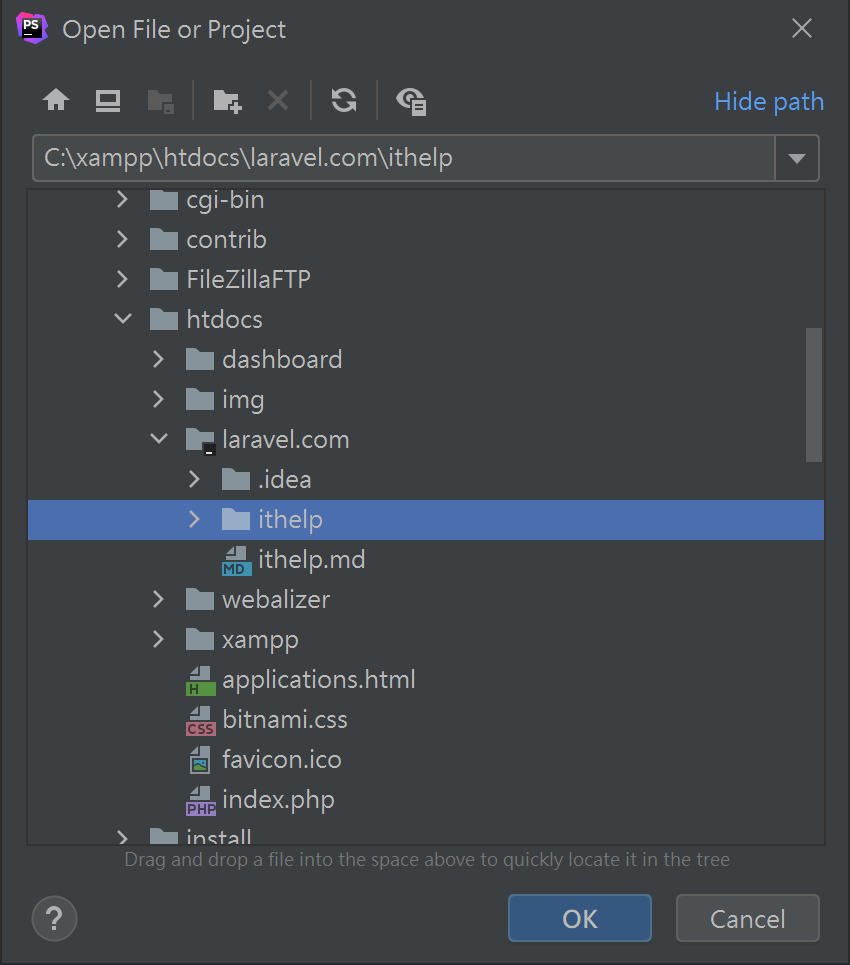 PS
Open File or Project
Hide path
C:\xampp\htdocs\laravel.com\ithelp
cgi-bin
contrib
FileZillaFTP
htdocs
dashboard
img
laravel.com
.idea
ithelp
MD ithelp.md
webalizer
xampp
H applications.html
CSS bitnami.css
favicon.ico
PHP index.php
install
Drag and drop a file into the space above to quickly locate it in the tree
? OK Cancel